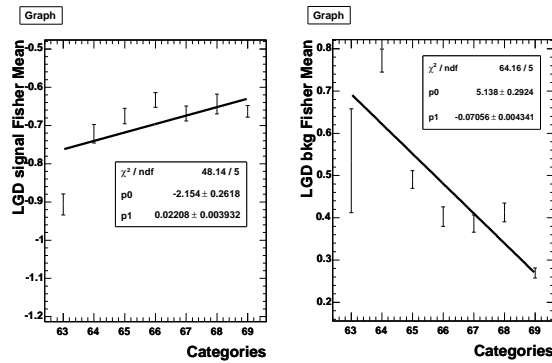 Graph
LGD signal Fisher Mean
-0.5
-0.6
-0.7
-0.8
-0.9
-1
-1.1
-1.2
χ² / ndf 48.14 / 5
p0 -2.154 ± 0.2618
p1 0.02208 ± 0.003932
63 64 65 66 67 68 69
Categories
Graph
LGD bkg Fisher Mean
0.8
0.7
0.6
0.5
0.4
0.3
0.2
χ² / ndf 64.16 / 5
p0 5.138 ± 0.2924
p1 -0.07056 ± 0.004341
63 64 65 66 67 68 69
Categories